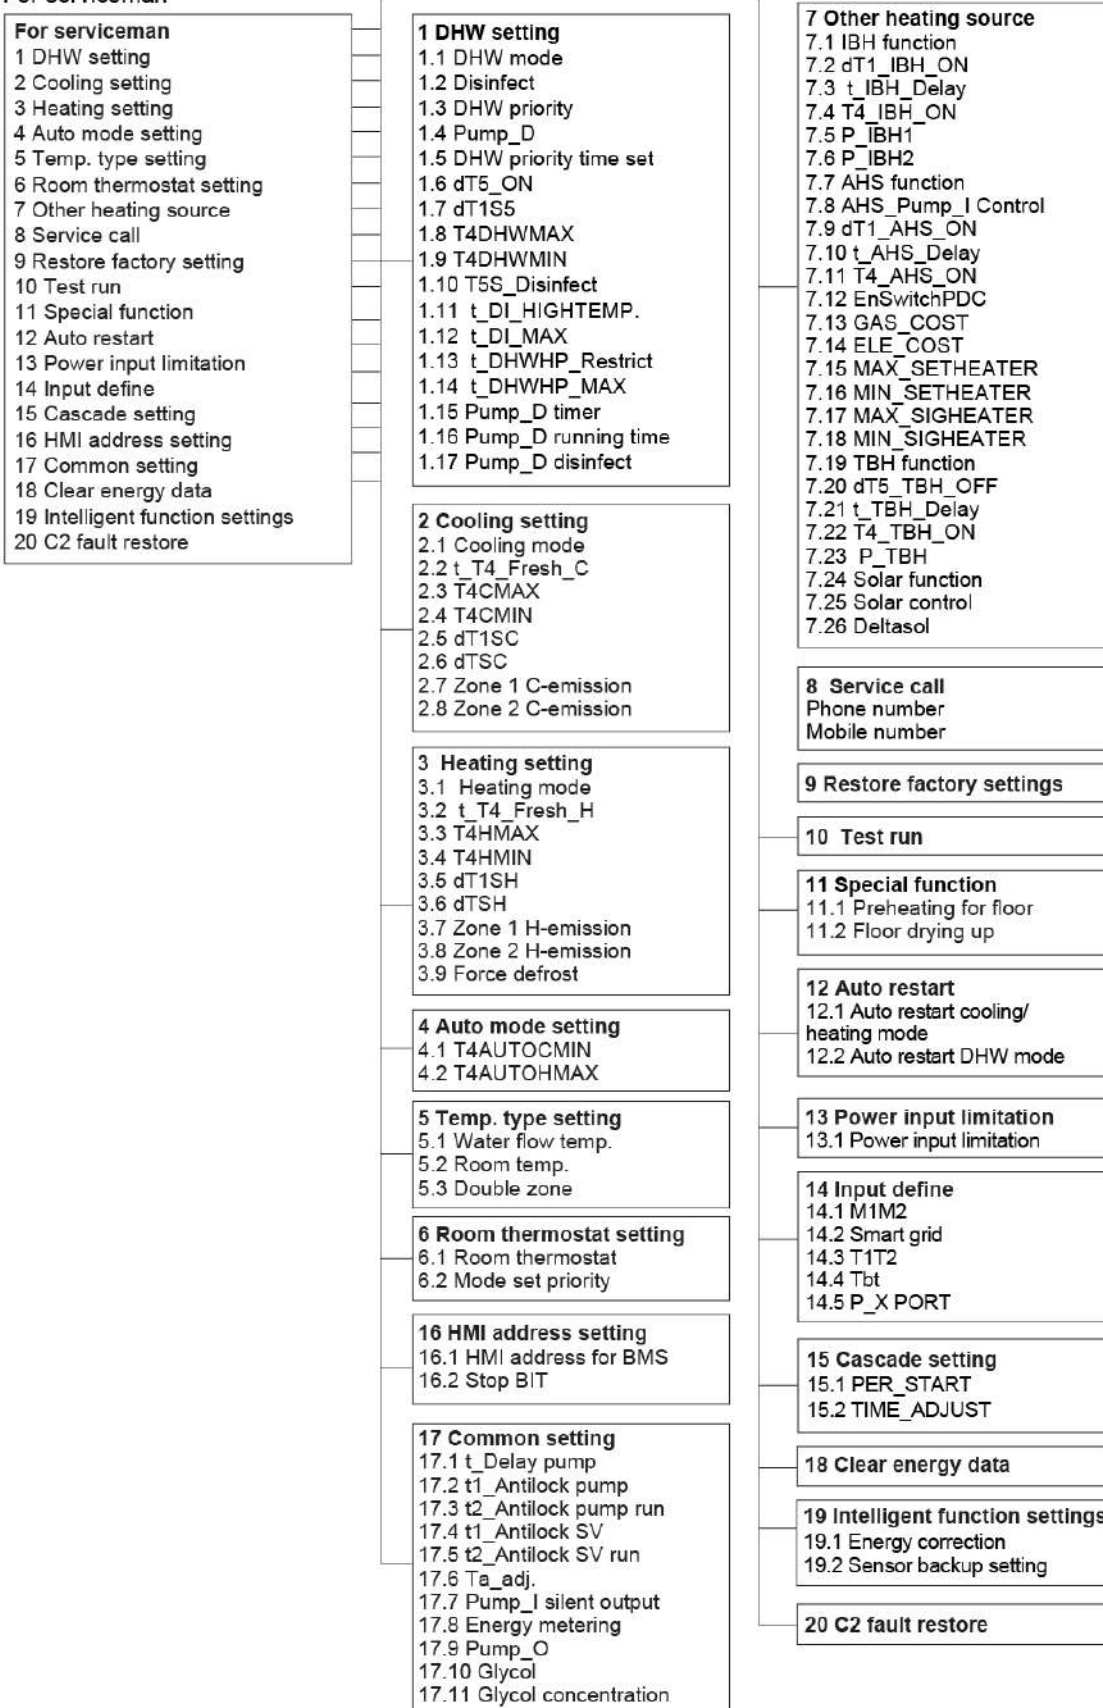 For serviceman
For serviceman
1 DHW setting
2 Cooling setting
3 Heating setting
4 Auto mode setting
5 Temp. type setting
6 Room thermostat setting
7 Other heating source
8 Service call
9 Restore factory setting
10 Test run
11 Special function
12 Auto restart
13 Power input limitation
14 Input define
15 Cascade setting
16 HMI address setting
17 Common setting
18 Clear energy data
19 Intelligent function settings
20 C2 fault restore
1 DHW setting
1.1 DHW mode
1.2 Disinfect
1.3 DHW priority
1.4 Pump_D
1.5 DHW priority time set
1.6 dT5_ON
1.7 dT1S5
1.8 T4DHWMAX
1.9 T4DHWMIN
1.10 T5S_Disinfect
1.11 t_DI_HIGHTEMP.
1.12 t_DI_MAX
1.13 t_DHWHP_Restrict
1.14 t_DHWHP_MAX
1.15 Pump_D timer
1.16 Pump_D running time
1.17 Pump_D disinfect
2 Cooling setting
2.1 Cooling mode
2.2 t_T4_Fresh_C
2.3 T4CMAX
2.4 T4CMIN
2.5 dT1SC
2.6 dTSC
2.7 Zone 1 C-emission
2.8 Zone 2 C-emission
3 Heating setting
3.1 Heating mode
3.2 t_T4_Fresh_H
3.3 T4HMAX
3.4 T4HMIN
3.5 dT1SH
3.6 dTSH
3.7 Zone 1 H-emission
3.8 Zone 2 H-emission
3.9 Force defrost
4 Auto mode setting
4.1 T4AUTOCMIN
4.2 T4AUTOHMAX
5 Temp. type setting
5.1 Water flow temp.
5.2 Room temp.
5.3 Double zone
6 Room thermostat setting
6.1 Room thermostat
6.2 Mode set priority
16 HMI address setting
16.1 HMI address for BMS
16.2 Stop BIT
17 Common setting
17.1 t_Delay pump
17.2 t1_Antilock pump
17.3 t2_Antilock pump run
17.4 t1_Antilock SV
17.5 t2_Antilock SV run
17.6 Ta_adj.
17.7 Pump_I silent output
17.8 Energy metering
17.9 Pump_O
17.10 Glycol
17.11 Glycol concentration
7 Other heating source
7.1 IBH function
7.2 dT1_IBH_ON
7.3 t_IBH_Delay
7.4 T4_IBH_ON
7.5 P_IBH1
7.6 P_IBH2
7.7 AHS function
7.8 AHS_Pump_I Control
7.9 dT1_AHS_ON
7.10 t_AHS_Delay
7.11 T4_AHS_ON
7.12 EnSwitchPDC
7.13 GAS_COST
7.14 ELE_COST
7.15 MAX_SETHEATER
7.16 MIN_SETHEATER
7.17 MAX_SIGHEATER
7.18 MIN_SIGHEATER
7.19 TBH function
7.20 dT5_TBH_OFF
7.21 t_TBH_Delay
7.22 T4_TBH_ON
7.23 P_TBH
7.24 Solar function
7.25 Solar control
7.26 Deltasol
8 Service call
Phone number
Mobile number
9 Restore factory settings
10 Test run
11 Special function
11.1 Preheating for floor
11.2 Floor drying up
12 Auto restart
12.1 Auto restart cooling/
heating mode
12.2 Auto restart DHW mode
13 Power input limitation
13.1 Power input limitation
14 Input define
14.1 M1M2
14.2 Smart grid
14.3 T1T2
14.4 Tbt
14.5 P_X PORT
15 Cascade setting
15.1 PER_START
15.2 TIME_ADJUST
18 Clear energy data
19 Intelligent function settings
19.1 Energy correction
19.2 Sensor backup setting
20 C2 fault restore